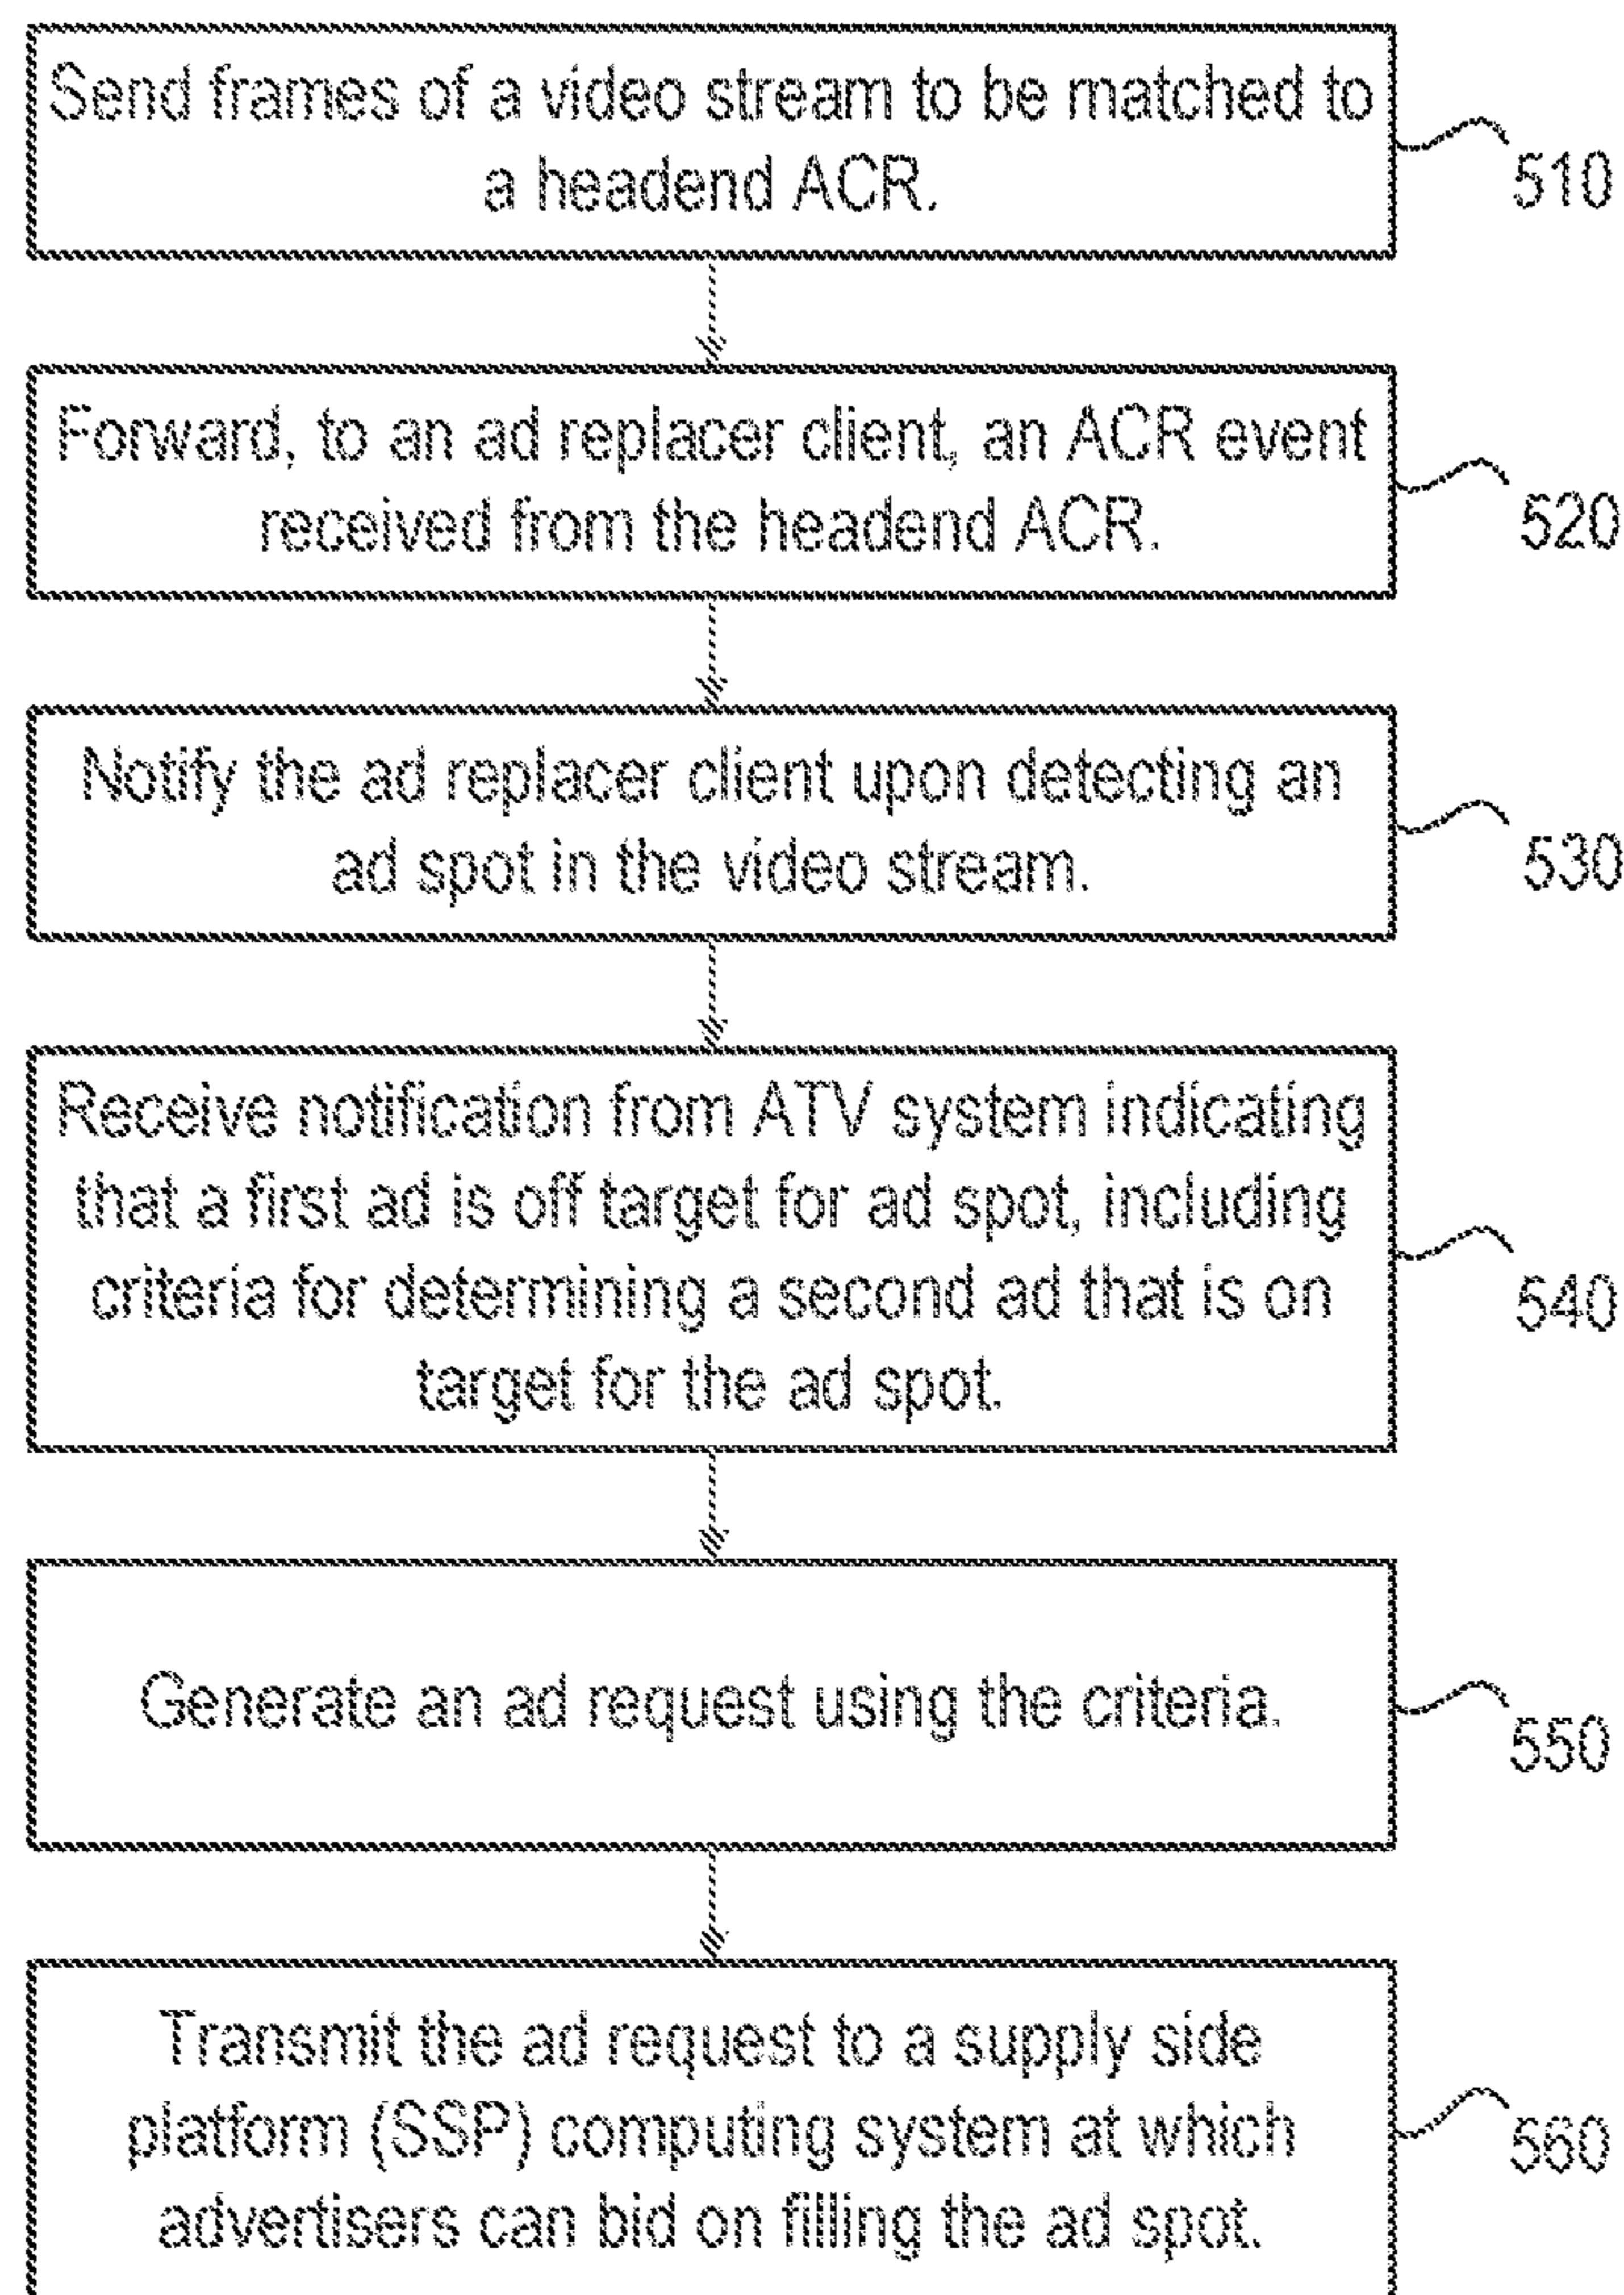 Send frames of a video stream to be matched to
a headend ACR.
510
Forward, to an ad replacer client, an ACR event
received from the headend ACR.
520
Notify the ad replacer client upon detecting an
ad spot in the video stream.
530
Receive notification from ATV system indicating
that a first ad is off target for ad spot, including
criteria for determining a second ad that is on
target for the ad spot.
540
Generate an ad request using the criteria.
550
Transmit the ad request to a supply side
platform (SSP) computing system at which
advertisers can bid on filling the ad spot.
560